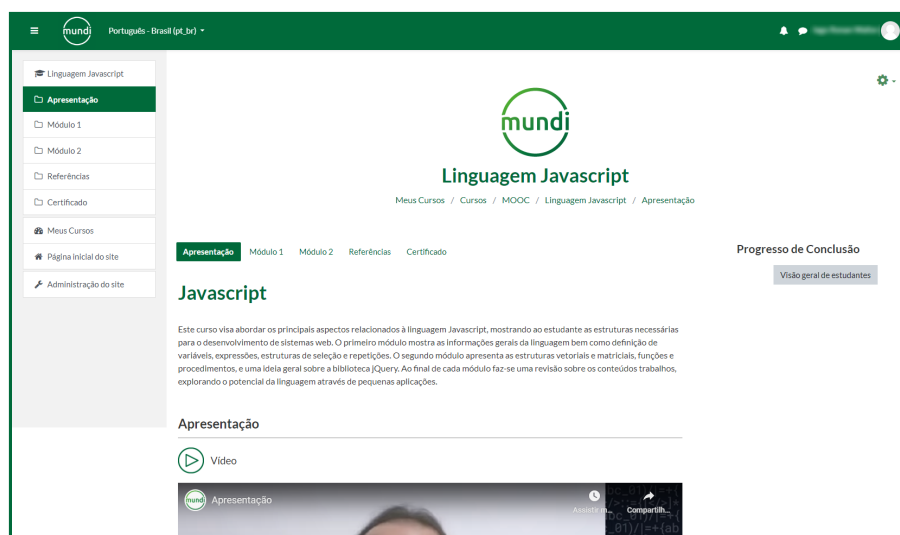 mundi
Português - Brasil (pt_br)
Linguagem Javascript
Apresentação
Módulo 1
Módulo 2
Referências
Certificado
Meus Cursos
Página inicial do site
Administração do site
mundi
Linguagem Javascript
Meus Cursos / Cursos / MOOC / Linguagem Javascript / Apresentação
Apresentação Módulo 1 Módulo 2 Referências Certificado
Progresso de Conclusão
Visão geral de estudantes
Javascript
Este curso visa abordar os principais aspectos relacionados à linguagem Javascript, mostrando ao estudante as estruturas necessárias
para o desenvolvimento de sistemas web. O primeiro módulo mostra as informações gerais da linguagem bem como definição de
variáveis, expressões, estruturas de seleção e repetições. O segundo módulo apresenta as estruturas vetoriais e matriciais, funções e
procedimentos, e uma ideia geral sobre a biblioteca jQuery. Ao final de cada módulo faz-se uma revisão sobre os conteúdos trabalhos,
explorando o potencial da linguagem através de pequenas aplicações.
Apresentação
Vídeo
mundi
Apresentação
Assistir m...
Compartilh...